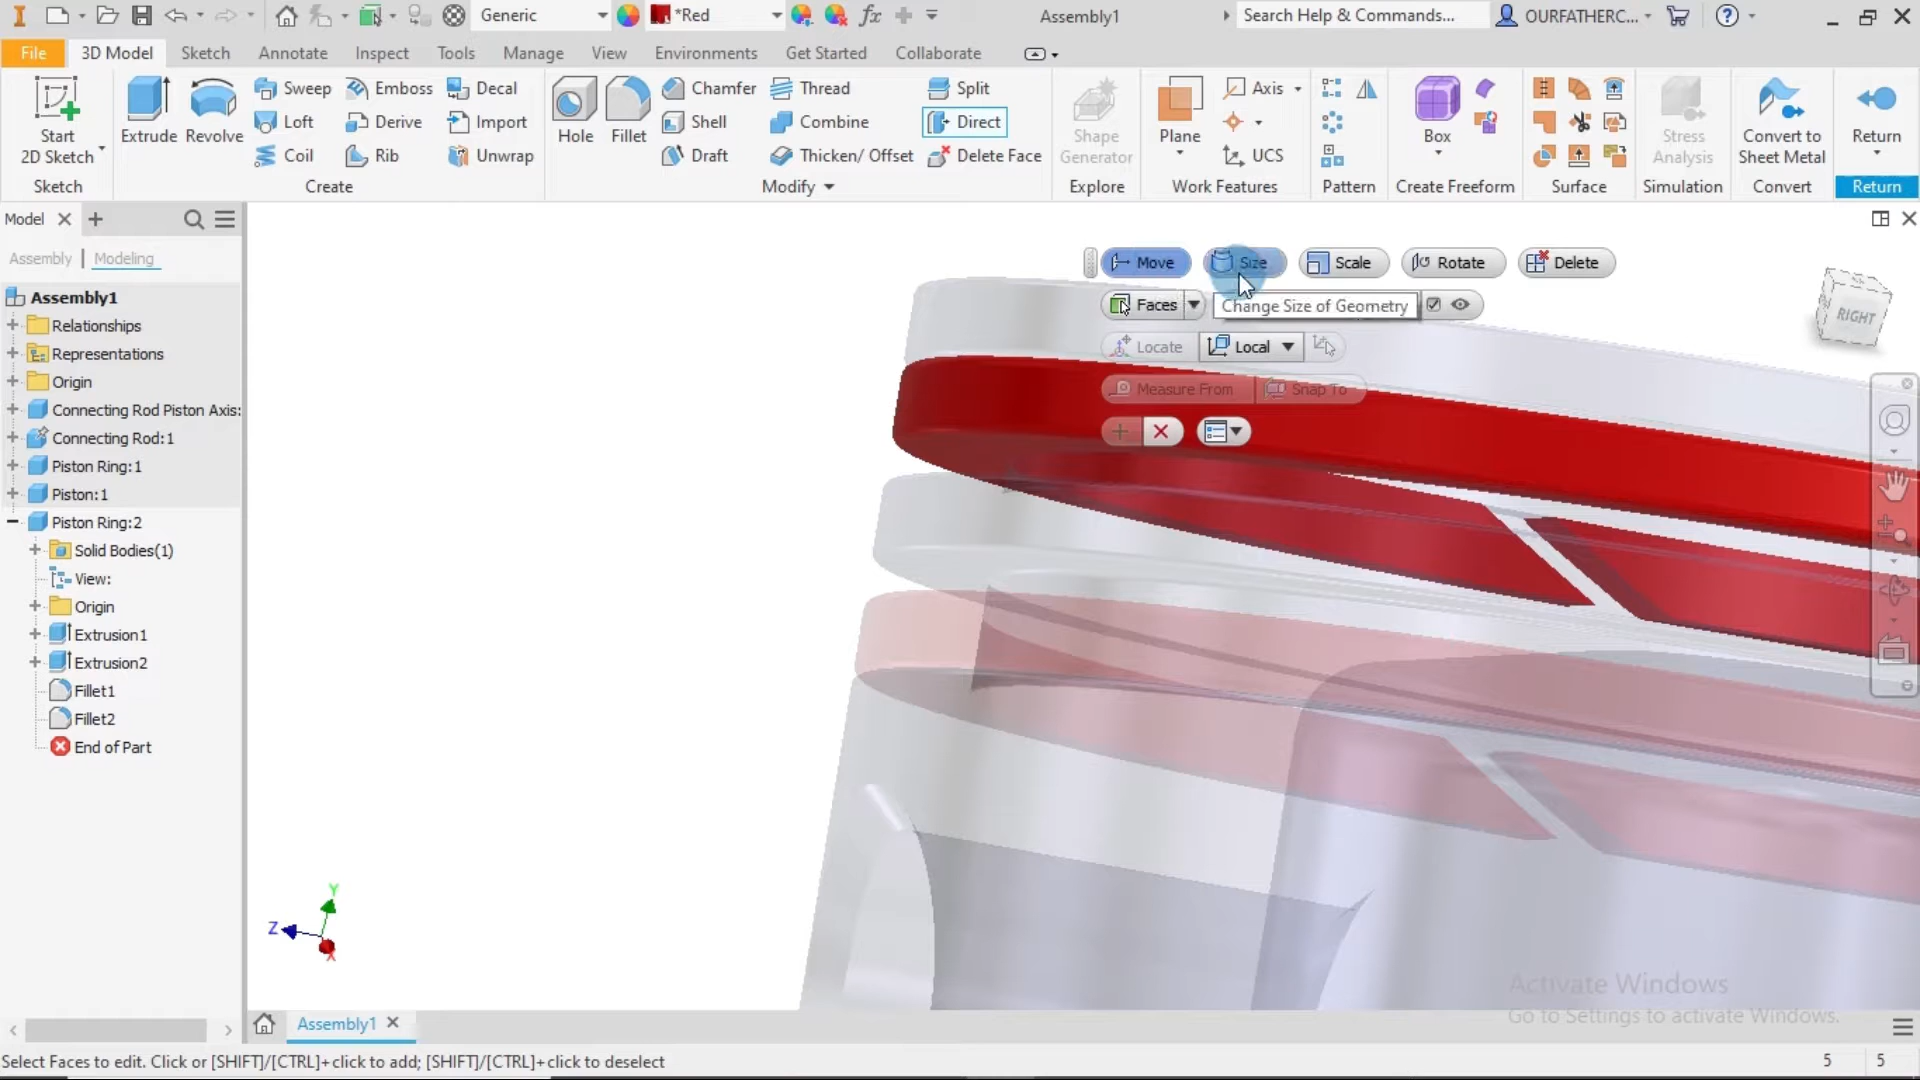 Generic
*Red
Assembly1
Search Help & Commands...
OURFATHERC...
File
3D Model
Sketch
Annotate
Inspect
Tools
Manage
View
Environments
Get Started
Collaborate
Start
2D Sketch
Sketch
Extrude
Revolve
Sweep
Loft
Coil
Emboss
Derive
Rib
Decal
Import
Unwrap
Create
Hole
Fillet
Chamfer
Shell
Draft
Thread
Combine
Thicken/ Offset
Split
Direct
Delete Face
Modify
Shape
Generator
Explore
Plane
Axis
UCS
Work Features
Pattern
Box
Create Freeform
Surface
Stress
Analysis
Simulation
Convert to
Sheet Metal
Convert
Return
Return
Model
Assembly
Modeling
Assembly1
Relationships
Representations
Origin
Connecting Rod Piston Axis:
Connecting Rod:1
Piston Ring:1
Piston:1
Piston Ring:2
Solid Bodies(1)
View:
Origin
Extrusion1
Extrusion2
Fillet1
Fillet2
End of Part
Move
Size
Scale
Rotate
Delete
Faces
Change Size of Geometry
Locate
Local
Measure From
Snap To
RIGHT
Y
Z
X
Activate Windows
Go to Settings to activate Windows.
Assembly1
Select Faces to edit. Click or [SHIFT]/[CTRL]+click to add; [SHIFT]/[CTRL]+click to deselect
5
5